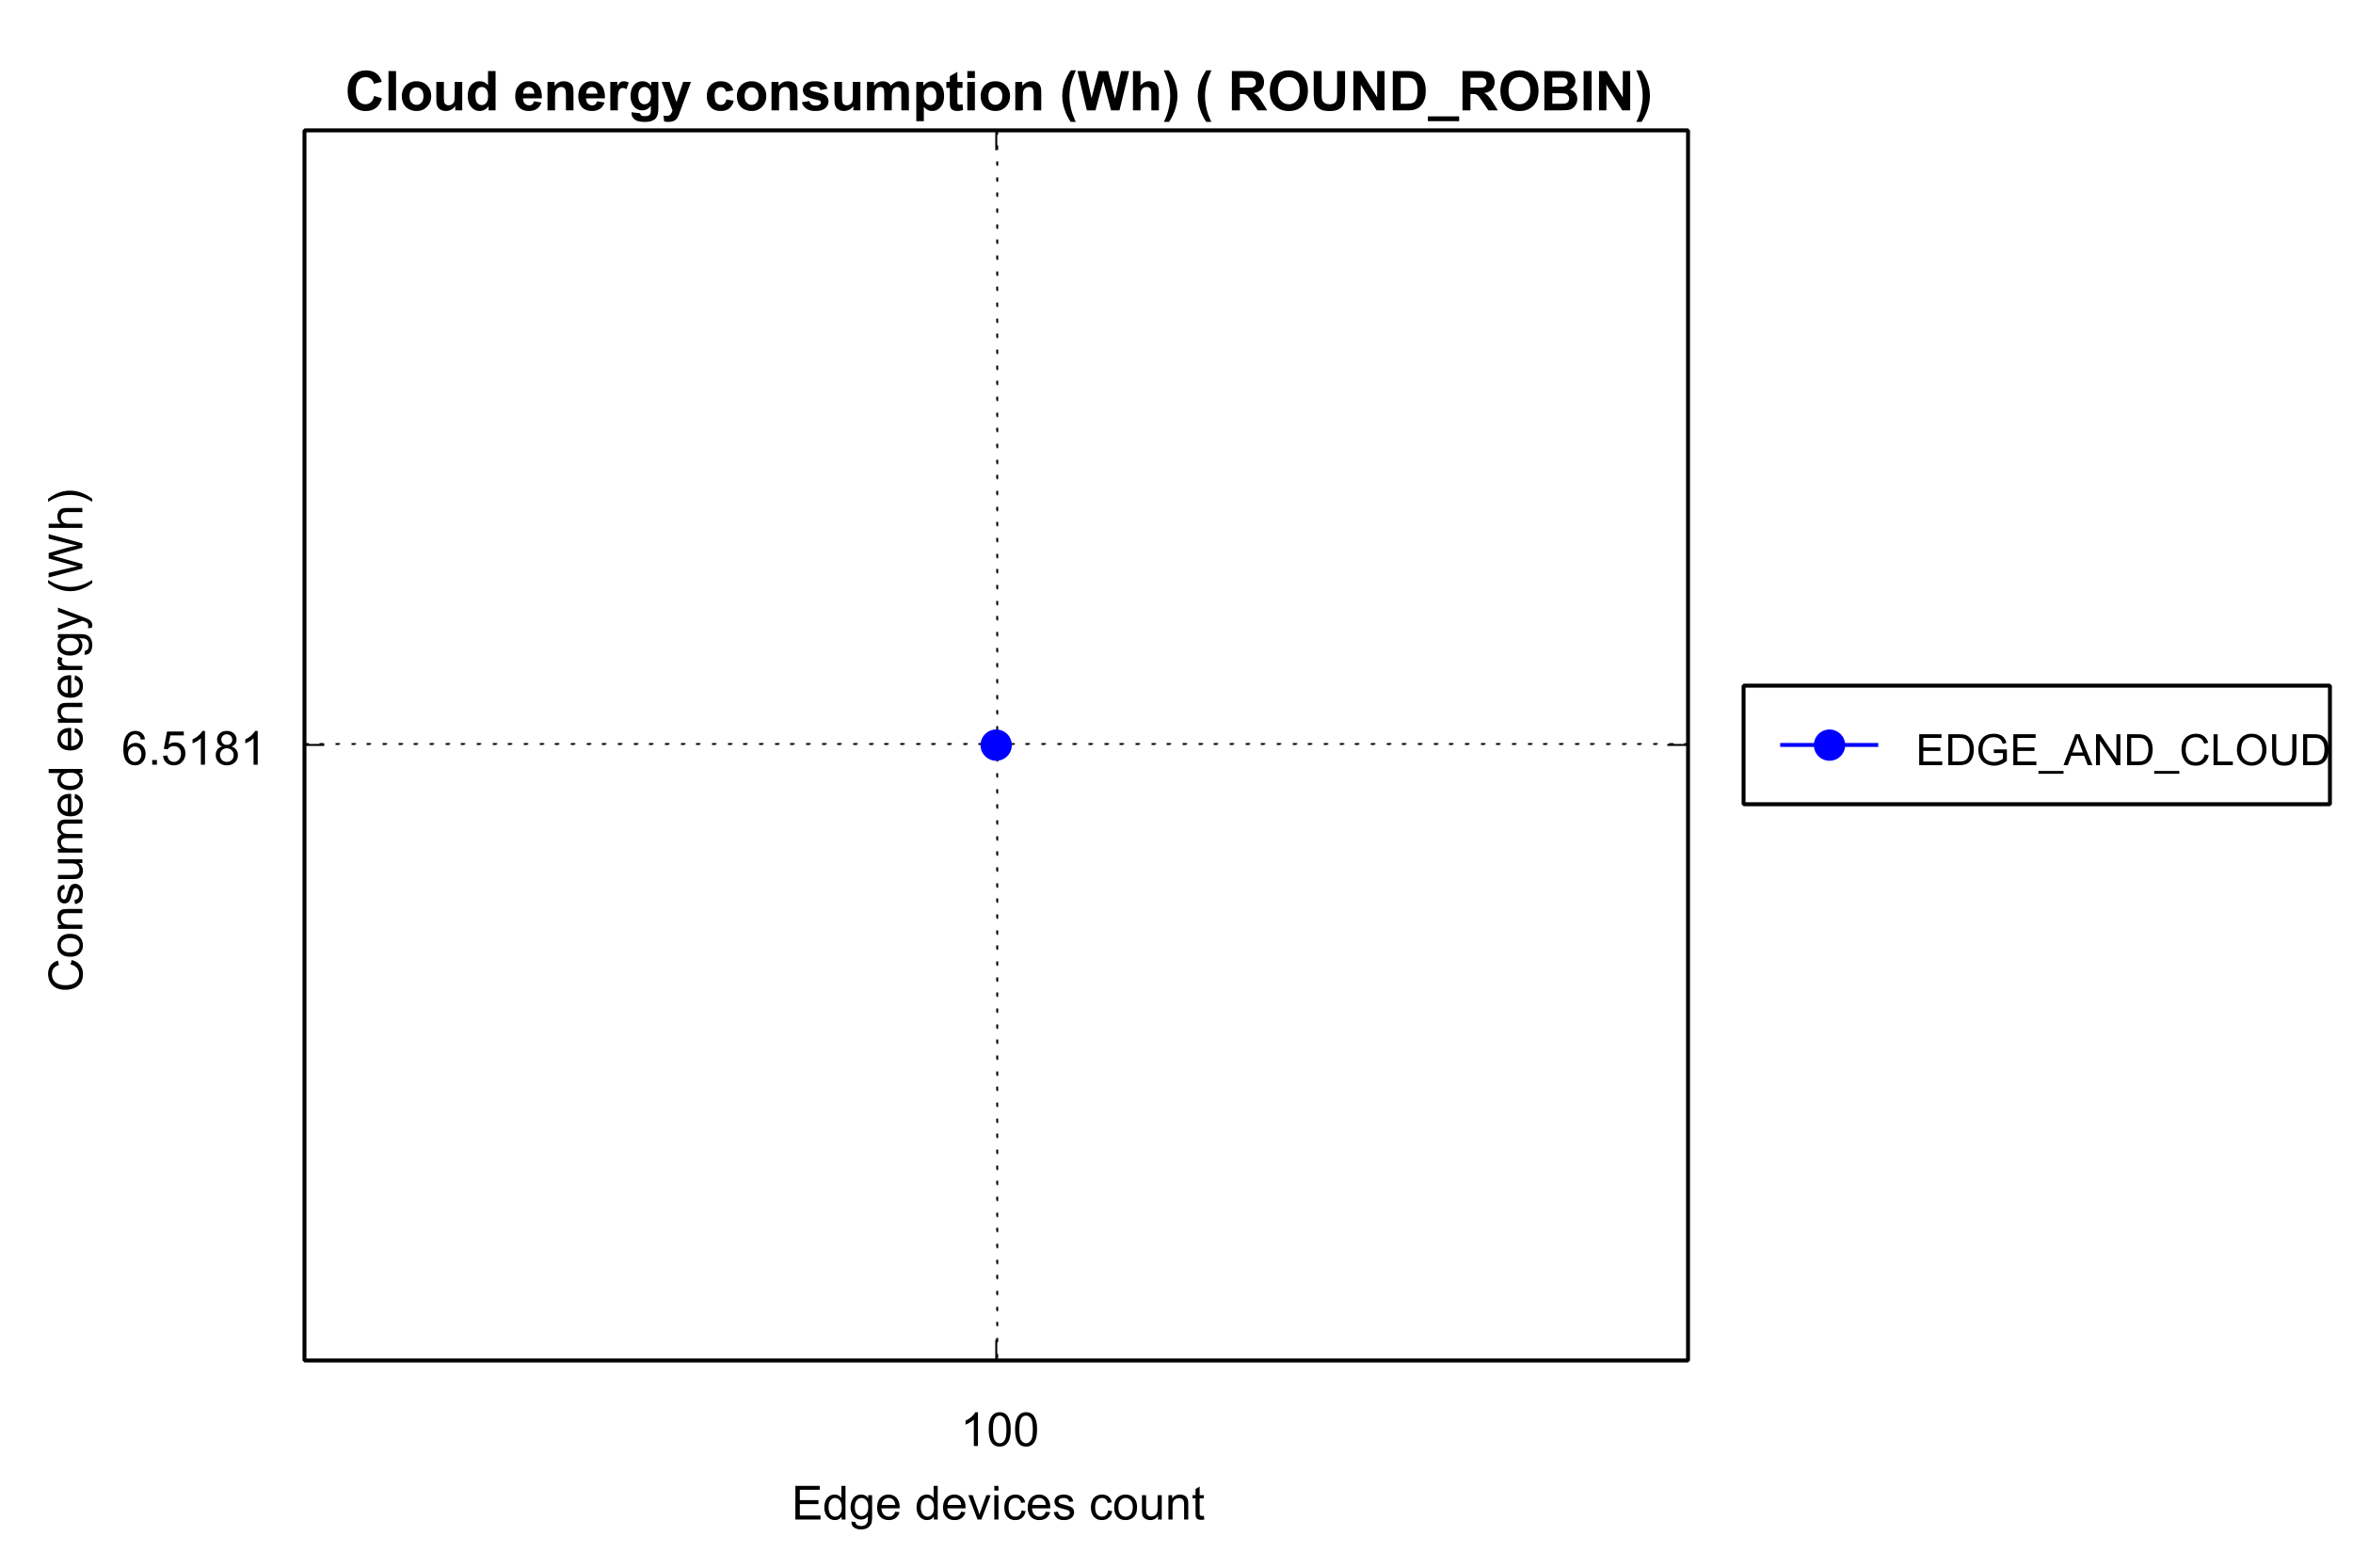 Cloud energy consumption (Wh) ( ROUND_ROBIN)
Consumed energy (Wh)
6.5181
EDGE_AND_CLOUD
100
Edge devices count